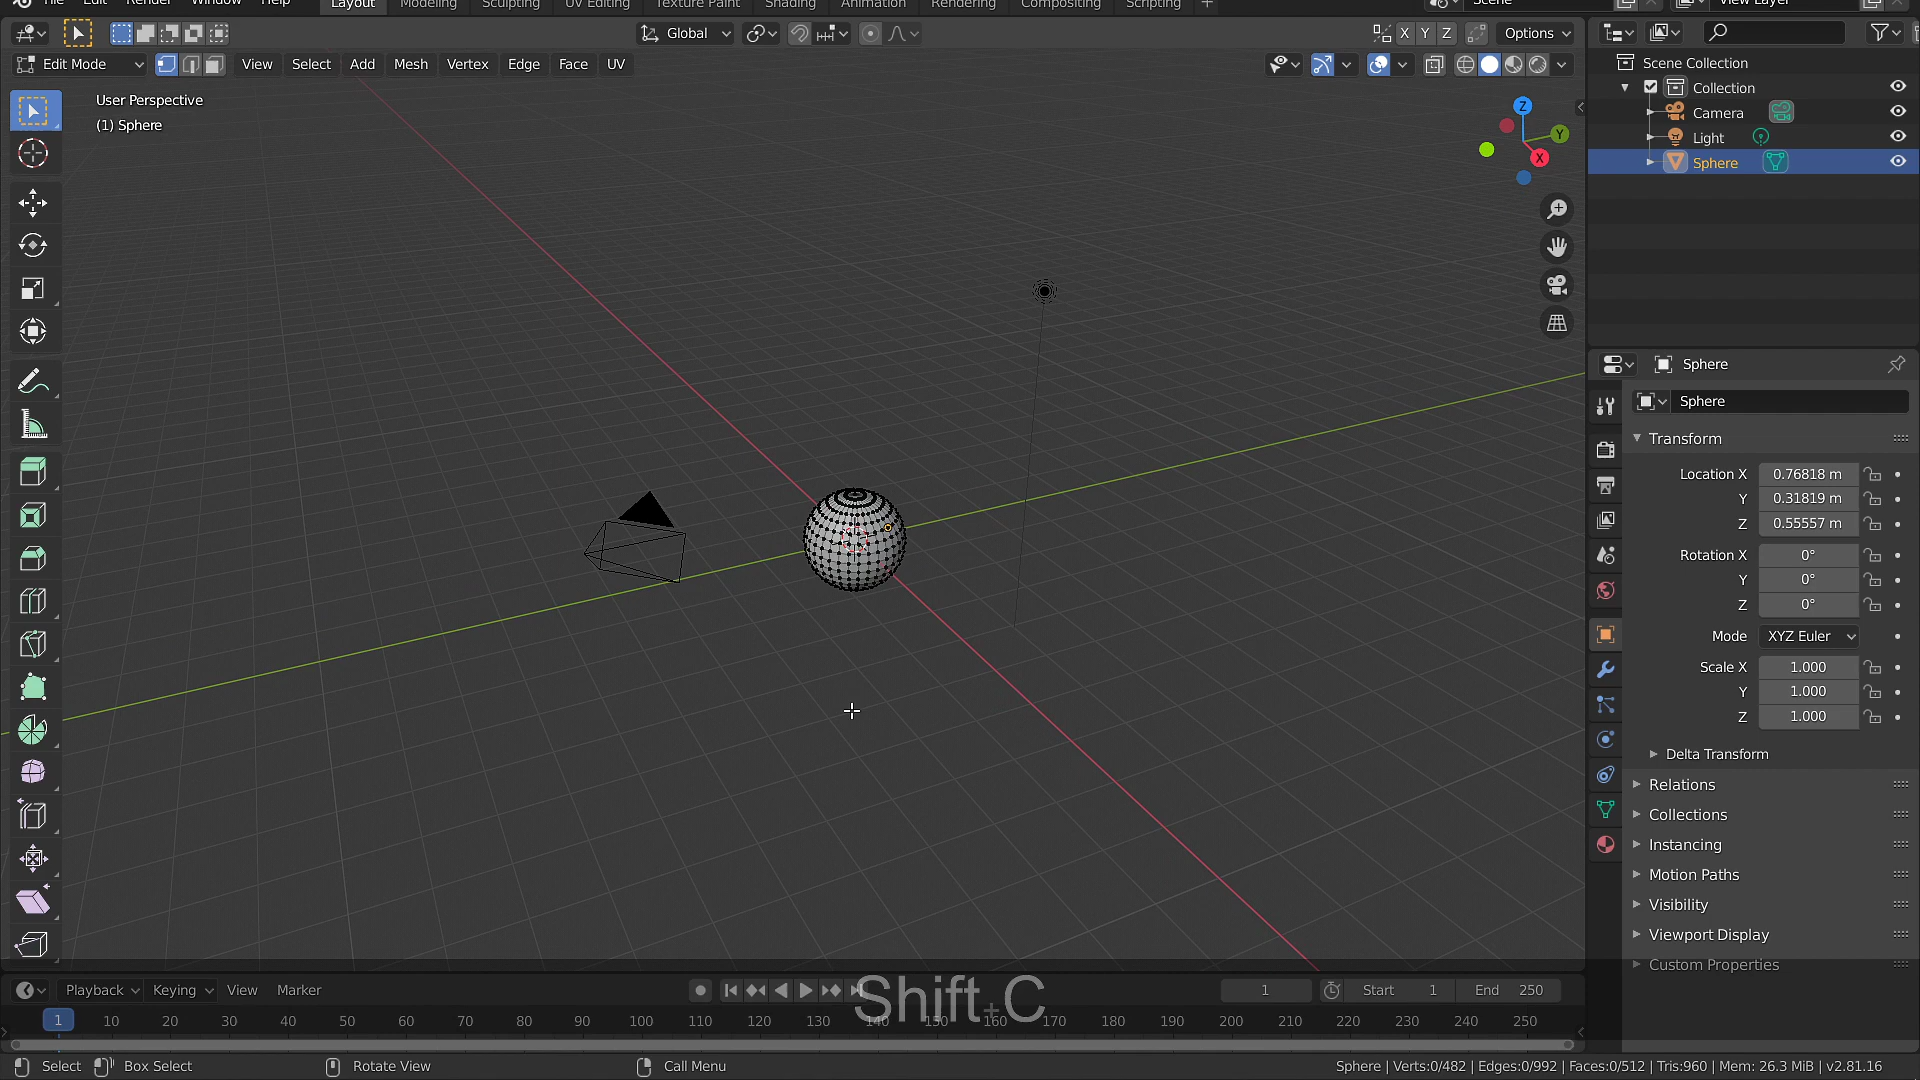 File Edit Render Window Help Layout Modeling Sculpting UV Editing Texture Paint Shading Animation Rendering Compositing Scripting + Scene View Layer
Global X Y Z Options
Edit Mode View Select Add Mesh Vertex Edge Face UV
User Perspective
(1) Sphere
Z
Y
X
Scene Collection
Collection
Camera
Light
Sphere
Sphere
Sphere
Transform
Location X 0.76818 m
Y 0.31819 m
Z 0.55557 m
Rotation X 0°
Y 0°
Z 0°
Mode XYZ Euler
Scale X 1.000
Y 1.000
Z 1.000
Delta Transform
Relations
Collections
Instancing
Motion Paths
Visibility
Viewport Display
Custom Properties
Playback Keying View Marker 1 Start 1 End 250
Shift+C
1 10 20 30 40 50 60 70 80 90 100 110 120 130 140 150 160 170 180 190 200 210 220 230 240 250
Select Box Select Rotate View Call Menu Sphere | Verts:0/482 | Edges:0/992 | Faces:0/512 | Tris:960 | Mem: 26.3 MiB | v2.81.16